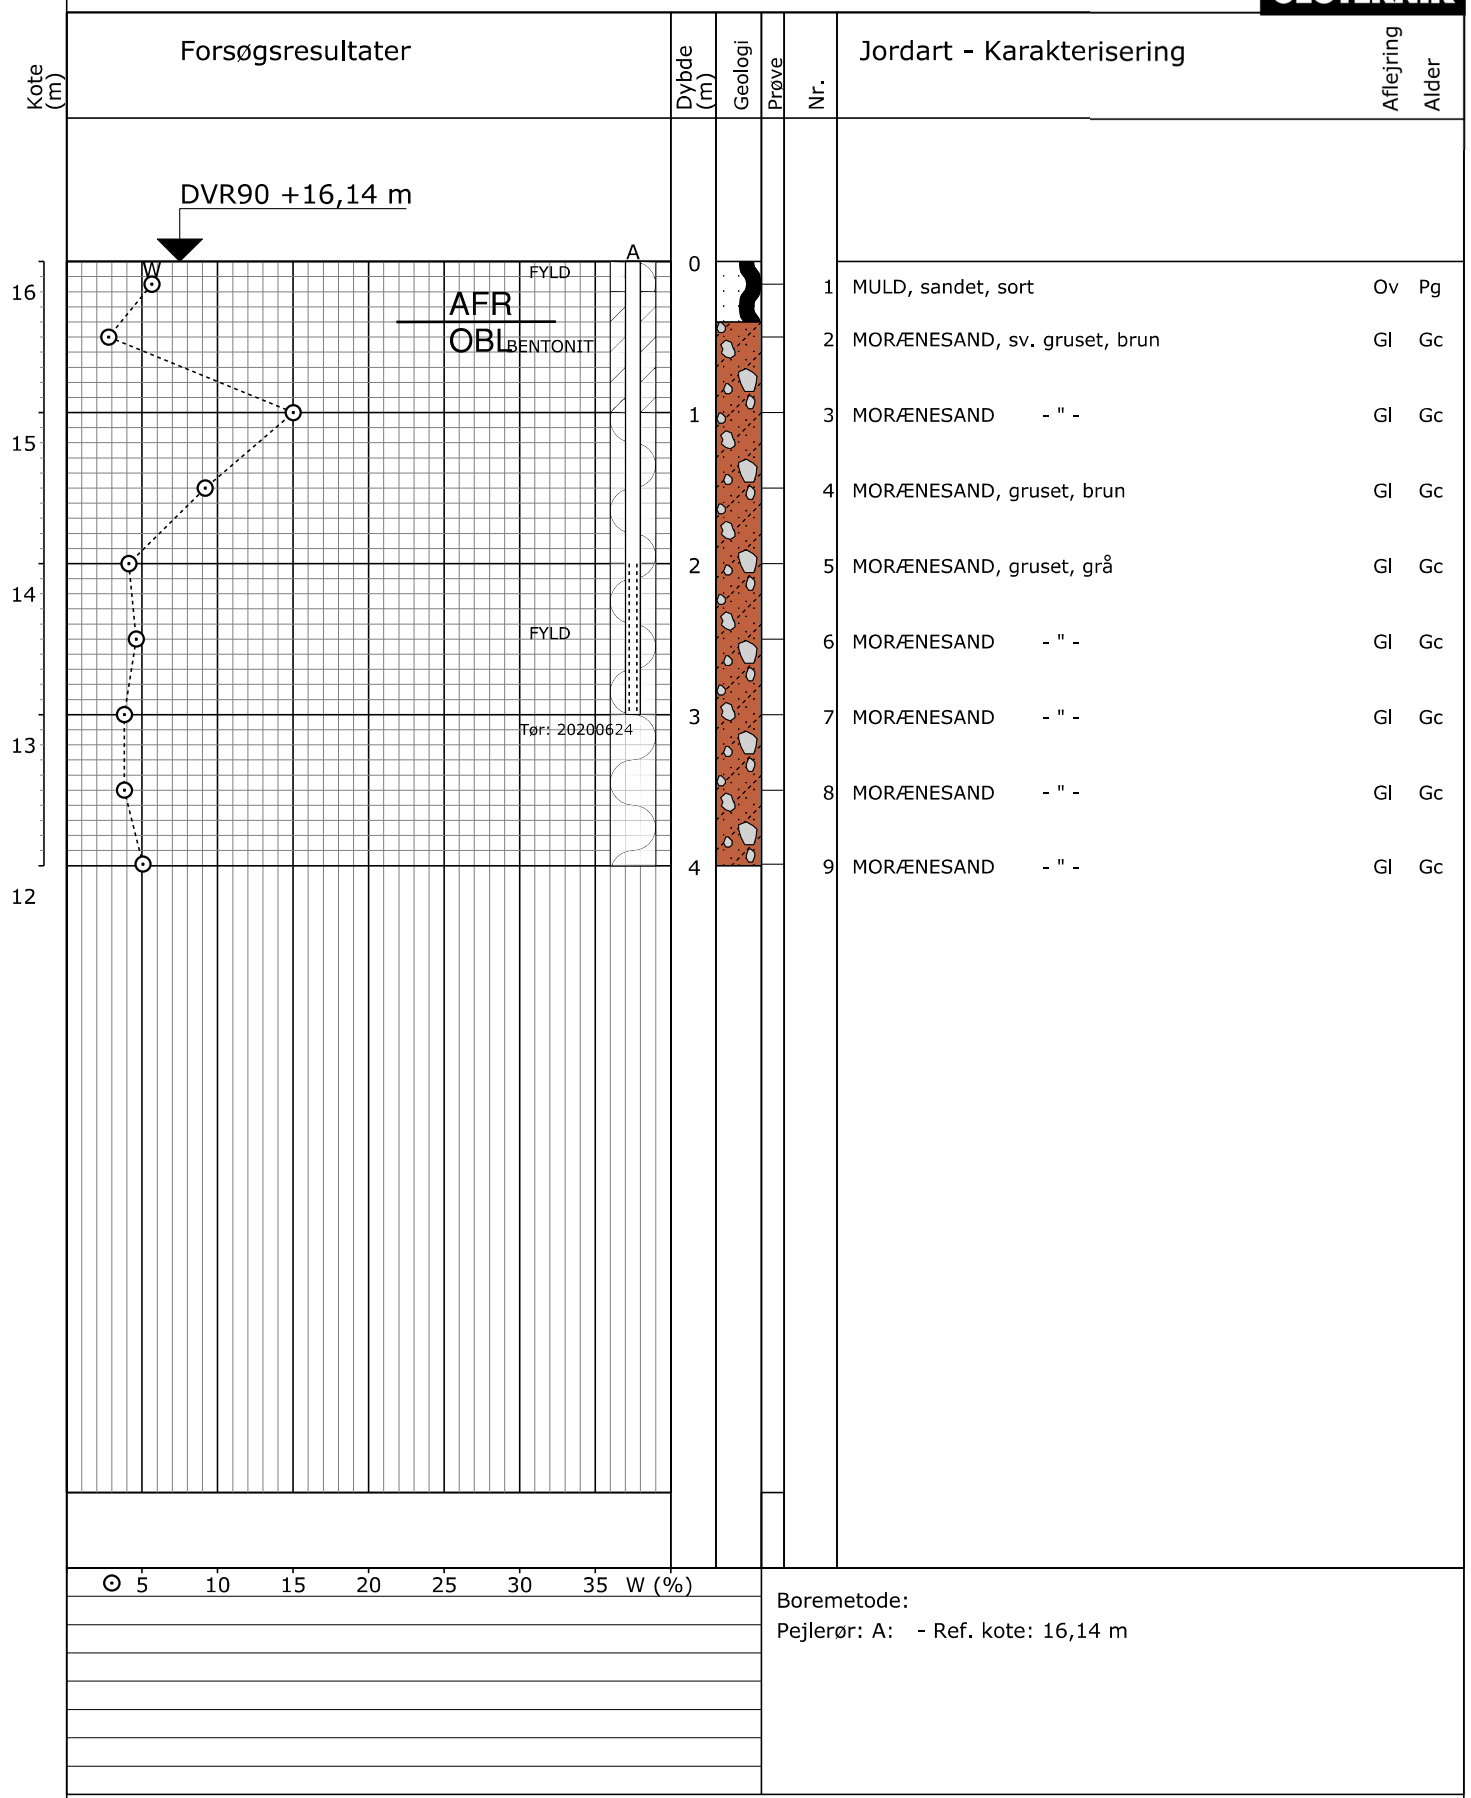 Kote (m)
Forsøgsresultater
Dybde (m)
Geologi
Prøve
Nr.
Jordart - Karakterisering
Aflejring
Alder
DVR90 +16,14 m
A
W
FYLD
0
16
AFR
OBL
BENTONIT
1 MULD, sandet, sort Ov Pg
2 MORÆNESAND, sv. gruset, brun Gl Gc
1
3 MORÆNESAND - " - Gl Gc
15
4 MORÆNESAND, gruset, brun Gl Gc
2
5 MORÆNESAND, gruset, grå Gl Gc
14
FYLD
6 MORÆNESAND - " - Gl Gc
3
7 MORÆNESAND - " - Gl Gc
Tør: 20200624
13
8 MORÆNESAND - " - Gl Gc
4
9 MORÆNESAND - " - Gl Gc
12
5 10 15 20 25 30 35 W (%)
Boremetode:
Pejlerør: A: - Ref. kote: 16,14 m